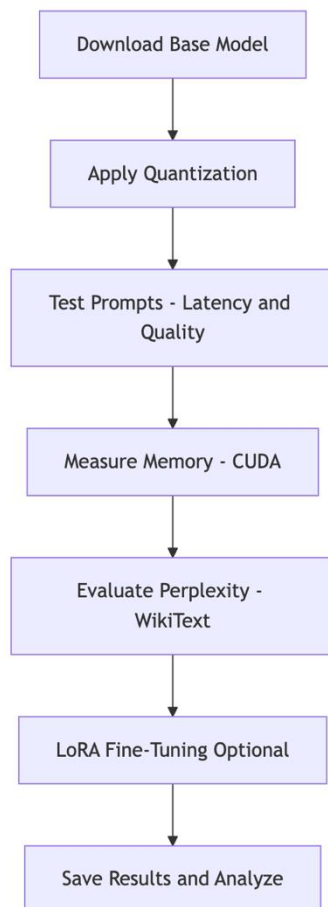 Download Base Model
Apply Quantization
Test Prompts - Latency and
Quality
Measure Memory - CUDA
Evaluate Perplexity -
WikiText
LoRA Fine-Tuning Optional
Save Results and Analyze